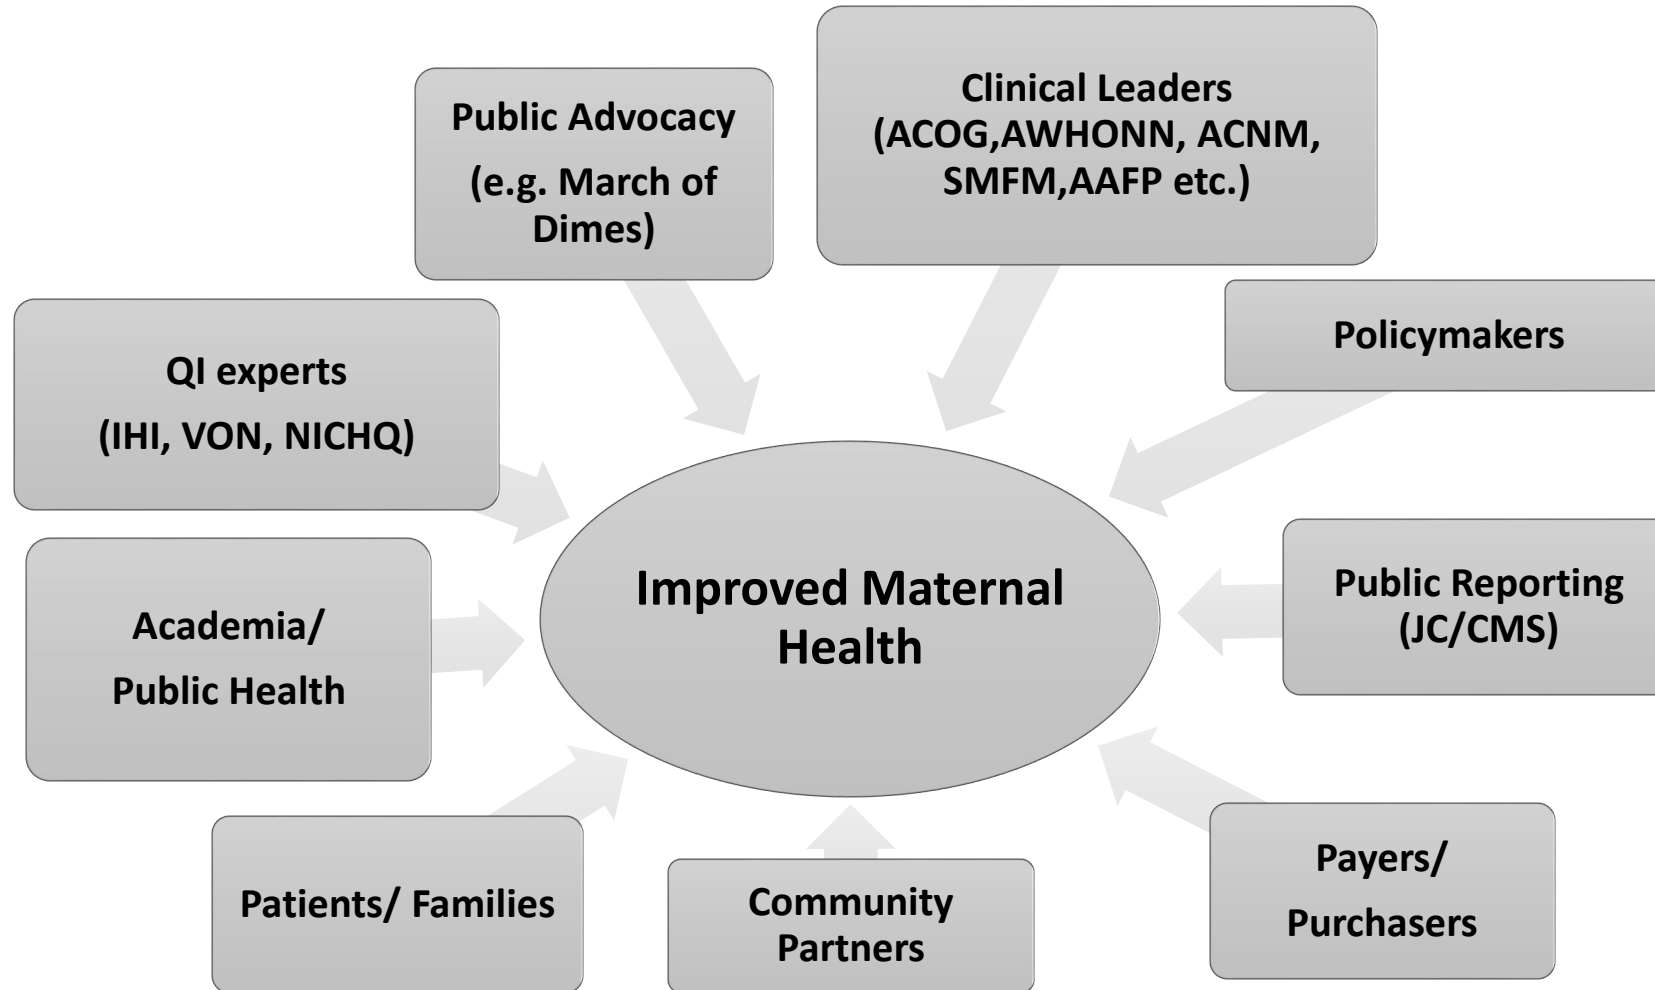 Clinical Leaders
(ACOG,AWHONN, ACNM,
SMFM,AAFP etc.)
Public Advocacy
(e.g. March of
Dimes)
Policymakers
QI experts
(IHI, VON, NICHQ)
Public Reporting
(JC/CMS)
Improved Maternal
Health
Academia/
Public Health
Payers/
Purchasers
Patients/ Families
Community
Partners